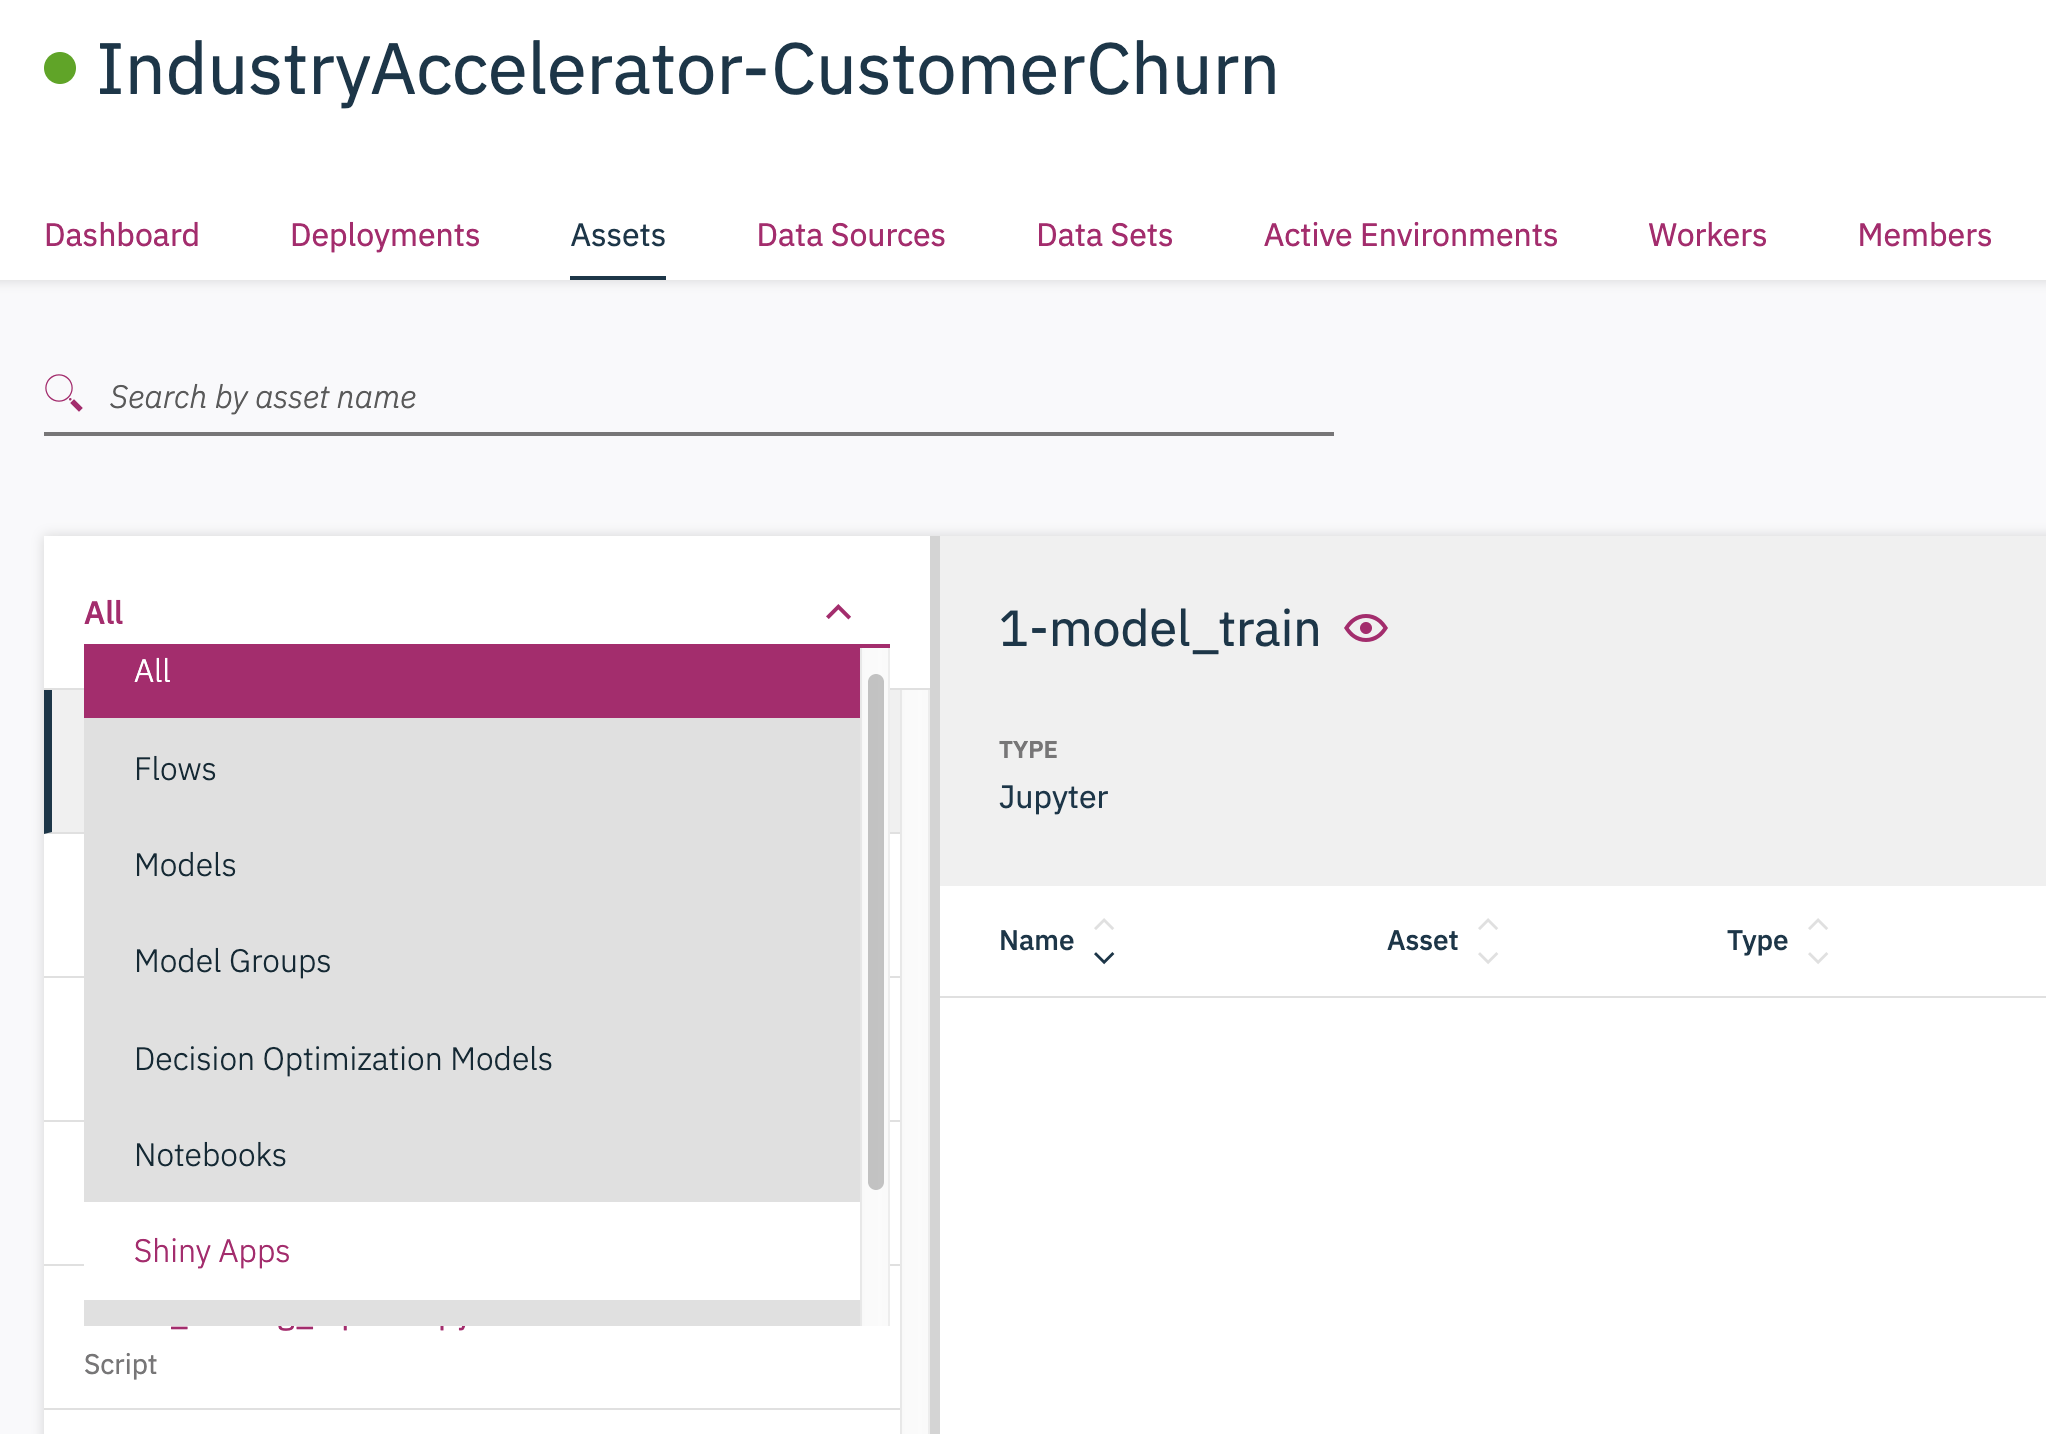 IndustryAccelerator-CustomerChurn
Dashboard Deployments Assets Data Sources Data Sets Active Environments Workers Members
Search by asset name
All
All
Flows
Models
Model Groups
Decision Optimization Models
Notebooks
Shiny Apps
Script
1-model_train
TYPE
Jupyter
Name Asset Type